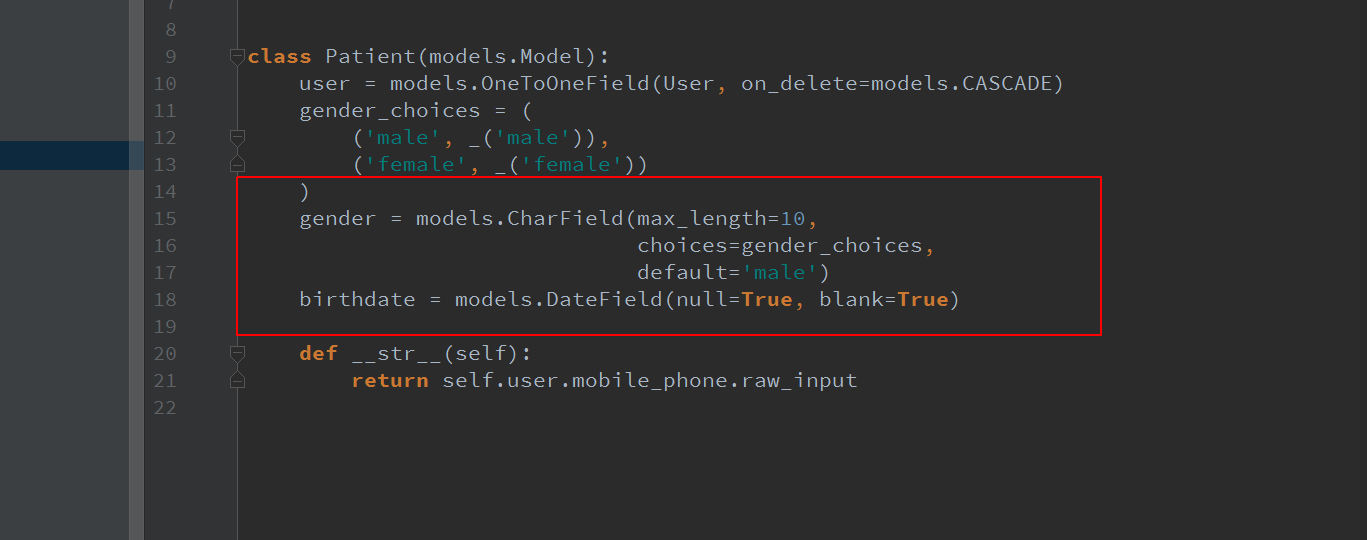 7
8
9 class Patient(models.Model):
10     user = models.OneToOneField(User, on_delete=models.CASCADE)
11     gender_choices = (
12         ('male', _('male')),
13         ('female', _('female'))
14     )
15     gender = models.CharField(max_length=10,
16                               choices=gender_choices,
17                               default='male')
18     birthdate = models.DateField(null=True, blank=True)
19
20     def __str__(self):
21         return self.user.mobile_phone.raw_input
22